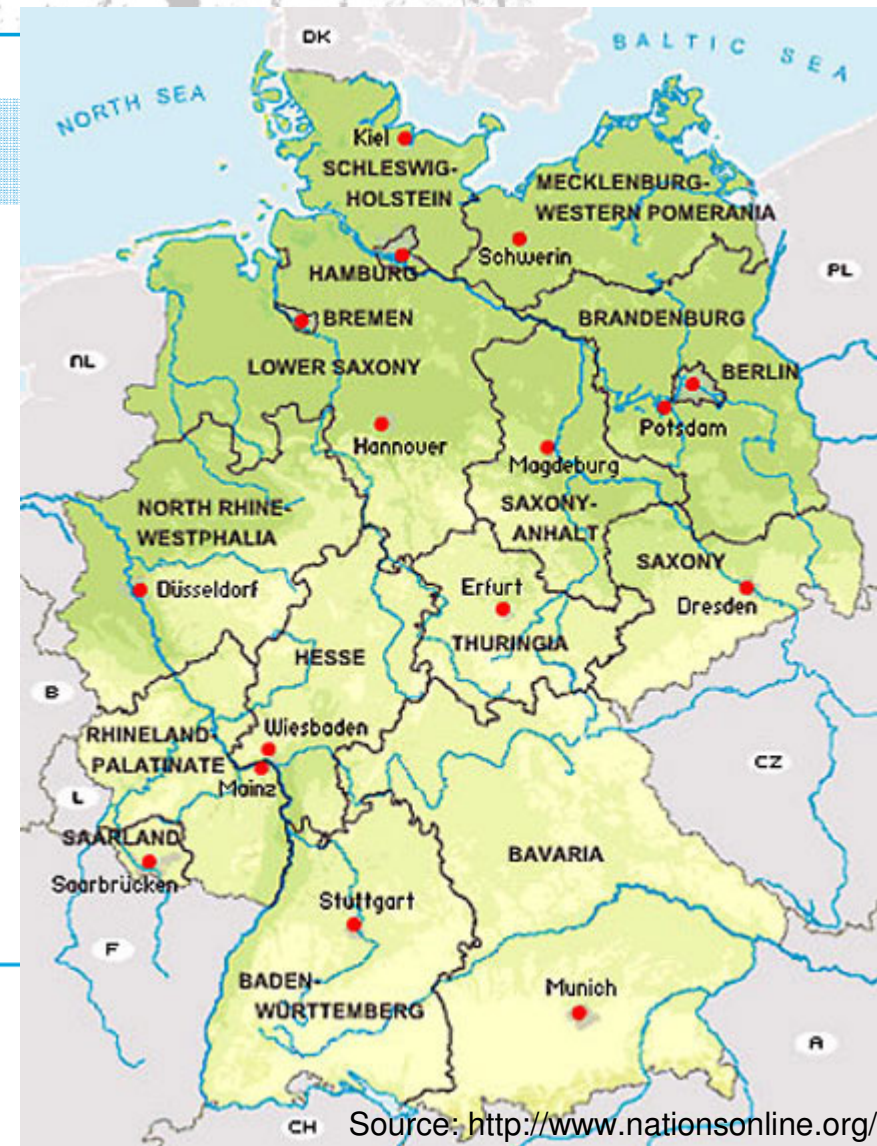 DK
BALTIC SEA
NORTH SEA
Kiel
SCHLESWIG-
HOLSTEIN
MECKLENBURG-
WESTERN POMERANIA
Schwerin
HAMBURG
PL
BREMEN
BRANDENBURG
NL
LOWER SAXONY
BERLIN
Potsdam
Hannover
Magdeburg
NORTH RHINE-
WESTPHALIA
SAXONY-
ANHALT
SAXONY
Düsseldorf
Erfurt
Dresden
THURINGIA
HESSE
B
RHINELAND-
PALATINATE
Wiesbaden
Mainz
CZ
L
SAARLAND
Saarbrücken
BAVARIA
Stuttgart
F
BADEN-
WÜRTTEMBERG
Munich
A
CH
Source: http://www.nationsonline.org/